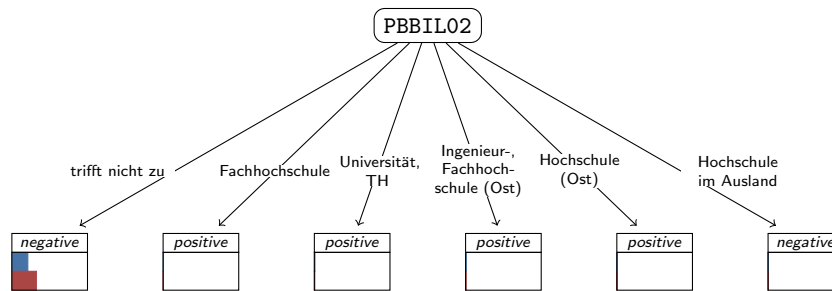 PBBIL02
trifft nicht zu
Fachhochschule
Universität,
TH
Ingenieur-,
Fachhoch-
schule (Ost)
Hochschule
(Ost)
Hochschule
im Ausland
negative
positive
positive
positive
positive
negative